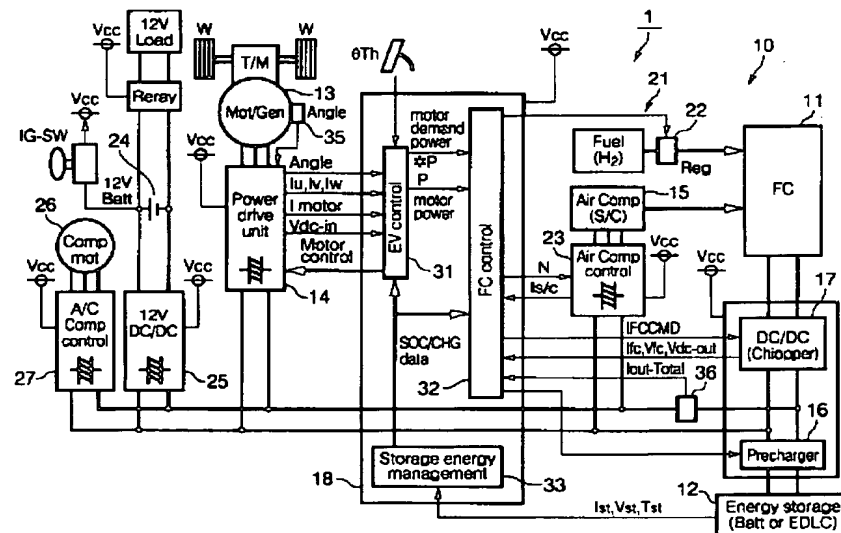 12V
Load
Vcc
Reray
Vcc
IG-SW
24
12V
Batt
26
Comp
mot
Vcc
A/C
Comp
control
27
12V
DC/DC
Vcc
25
W
W
T/M
13
Mot/Gen
Angle
35
Vcc
Power
drive
unit
14
Angle
Iu,Iv,Iw
I motor
Vdc-in
Motor
control
θTh
EV control
31
motor
demand
power
✡P
P
motor
power
FC control
32
SOC/CHG
data
Storage energy
management
33
18
Vcc
1
10
21
Fuel
(H2)
22
Reg
11
FC
Air Comp
(S/C)
15
23
Air Comp
control
Vcc
N
Is/c
Vcc
17
DC/DC
(Chiopper)
IFCCMD
Ifc,Vfc,Vdc-out
Iout-Total
36
16
Precharger
12
Energy storage
(Batt or EDLC)
Ist,Vst,Tst